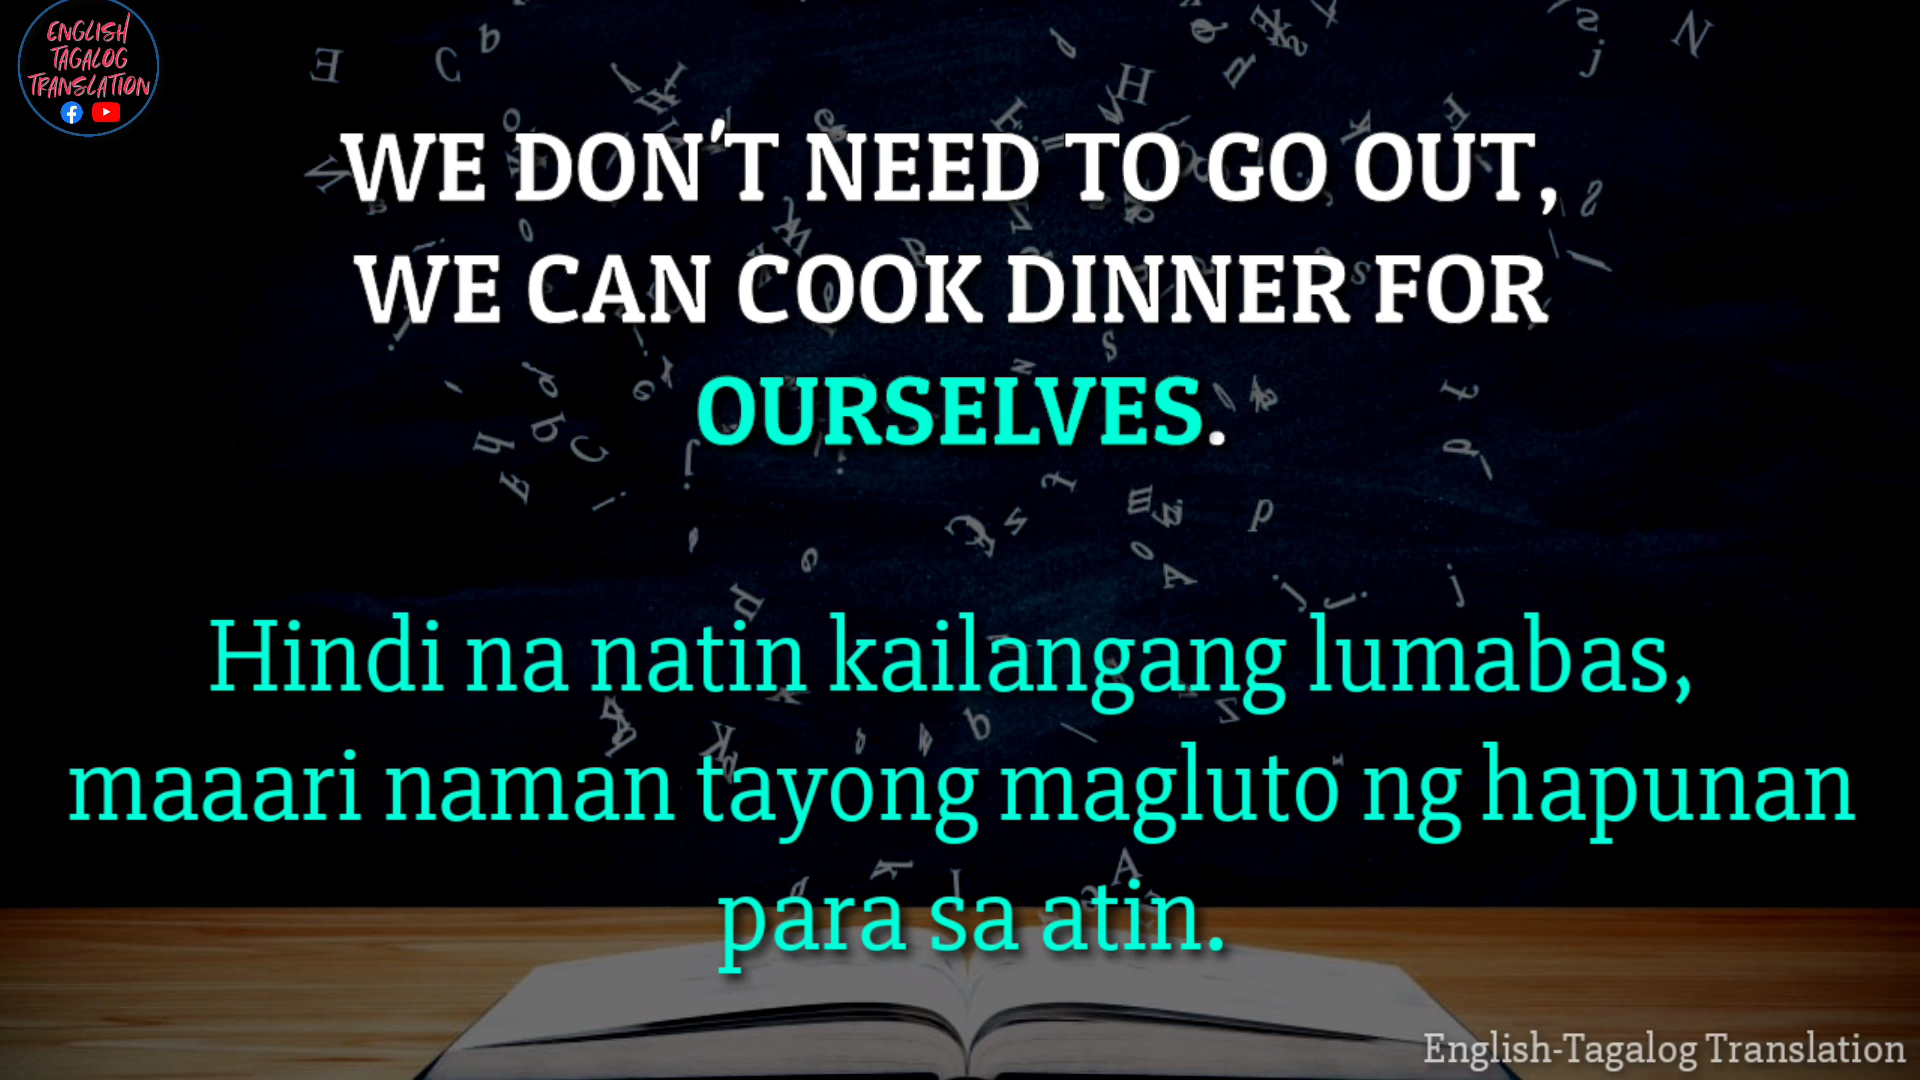 ENGLISH
TAGALOG
TRANSLATION
WE DON'T NEED TO GO OUT,
WE CAN COOK DINNER FOR
OURSELVES.
Hindi na natin kailangang lumabas,
maaari naman tayong magluto ng hapunan
para sa atin.
English-Tagalog Translation